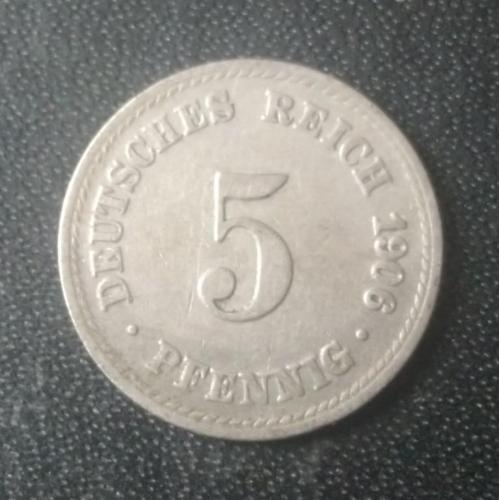 DEUTSCHES REICH 1906
5
· PFENNIG ·